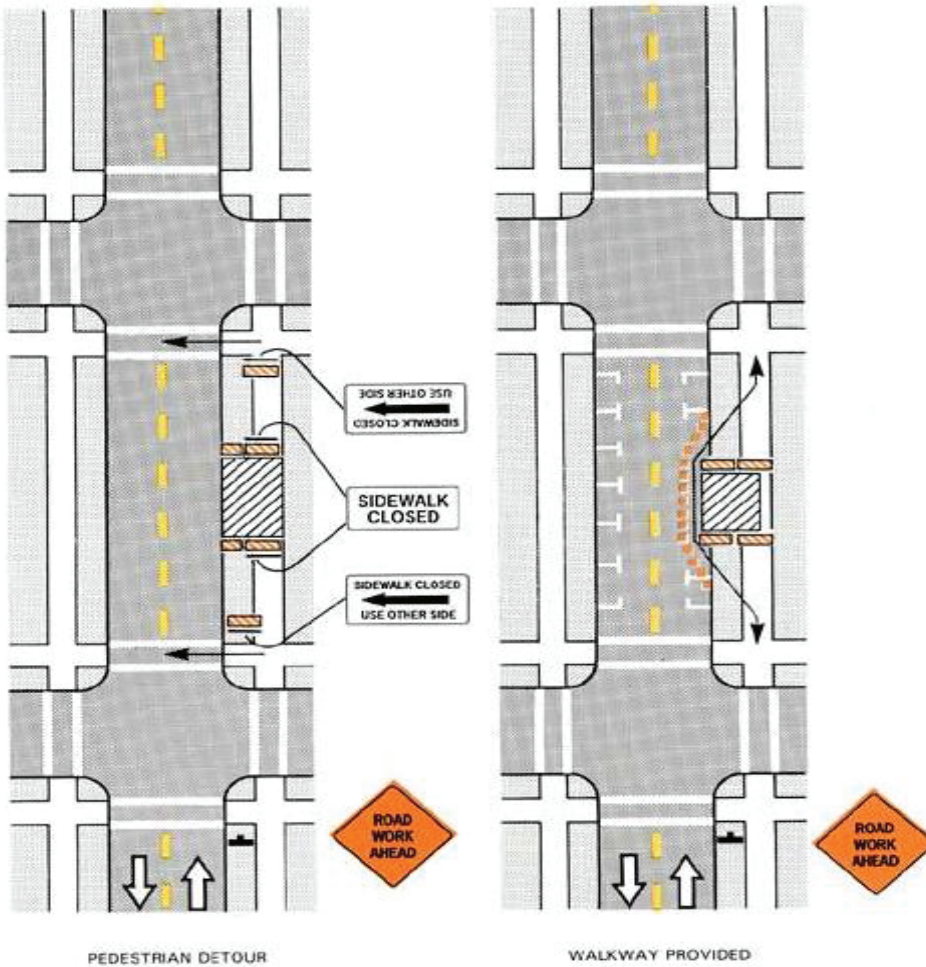 USE OTHER SIDE
SIDEWALK CLOSED
SIDEWALK
CLOSED
SIDEWALK CLOSED
USE OTHER SIDE
ROAD
WORK
AHEAD
ROAD
WORK
AHEAD
PEDESTRIAN DETOUR
WALKWAY PROVIDED